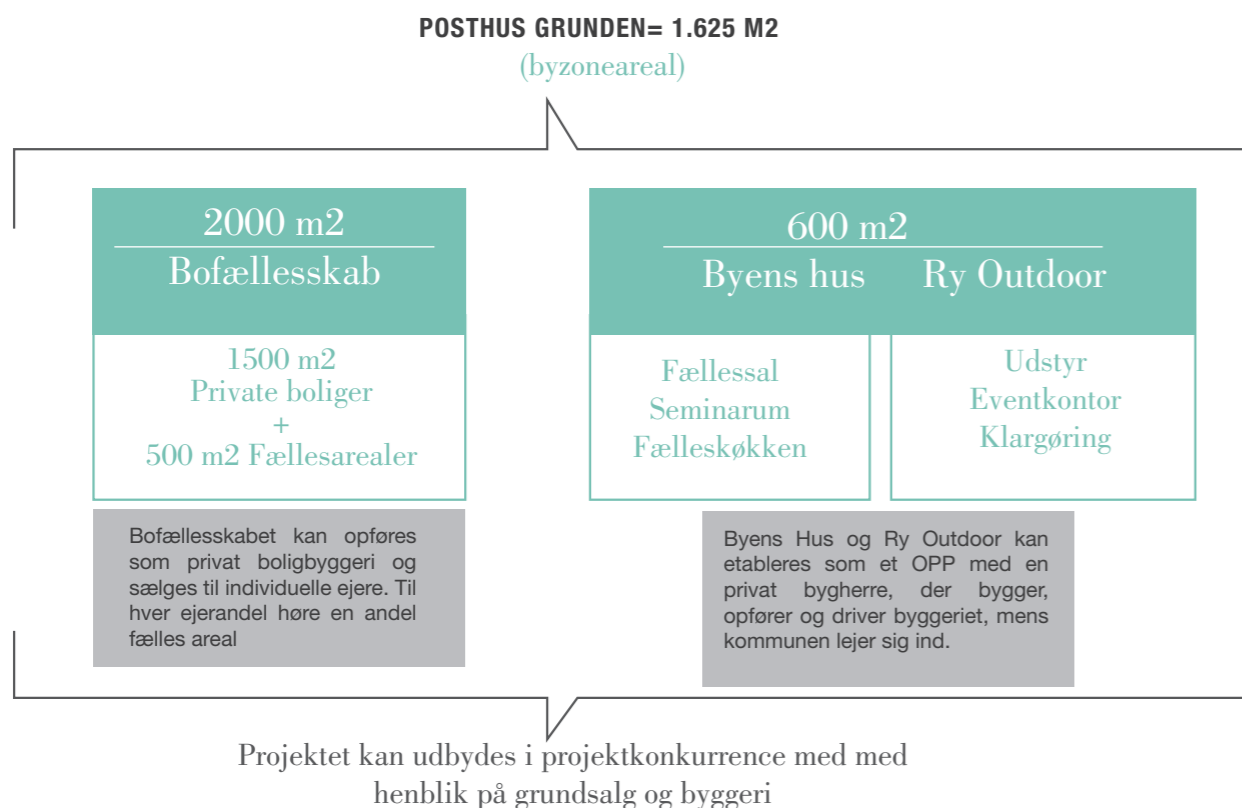 POSTHUS GRUNDEN= 1.625 M2
(byzoneareal)
2000 m2
Bofællesskab
1500 m2
Private boliger
+
500 m2 Fællesarealer
Bofællesskabet kan opføres
som privat boligbyggeri og
sælges til individuelle ejere. Til
hver ejerandel høre en andel
fælles areal
600 m2
Byens hus Ry Outdoor
Fællessal
Seminarum
Fælleskøkken
Udstyr
Eventkontor
Klargøring
Byens Hus og Ry Outdoor kan
etableres som et OPP med en
privat bygherre, der bygger,
opfører og driver byggeriet, mens
kommunen lejer sig ind.
Projektet kan udbydes i projektkonkurrence med med
henblik på grundsalg og byggeri